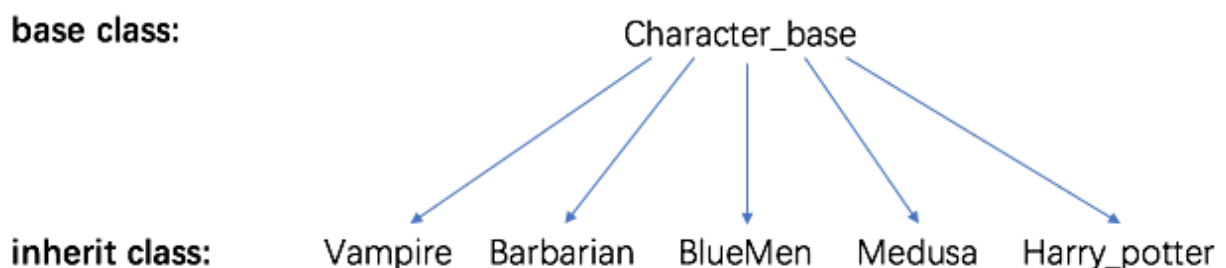 base class: Character_base
inherit class: Vampire Barbarian BlueMen Medusa Harry_potter